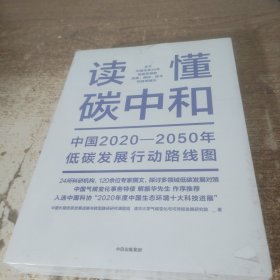 读懂
碳中和
中国2020—2050年
低碳发展行动路线图
24所科研机构、120余位专家撰文，探讨多领域低碳发展对策
中国气候变化事务特使 解振华先生 作序推荐
入选中国科协“2020年度中国生态环境十大科技进展”
中信出版集团